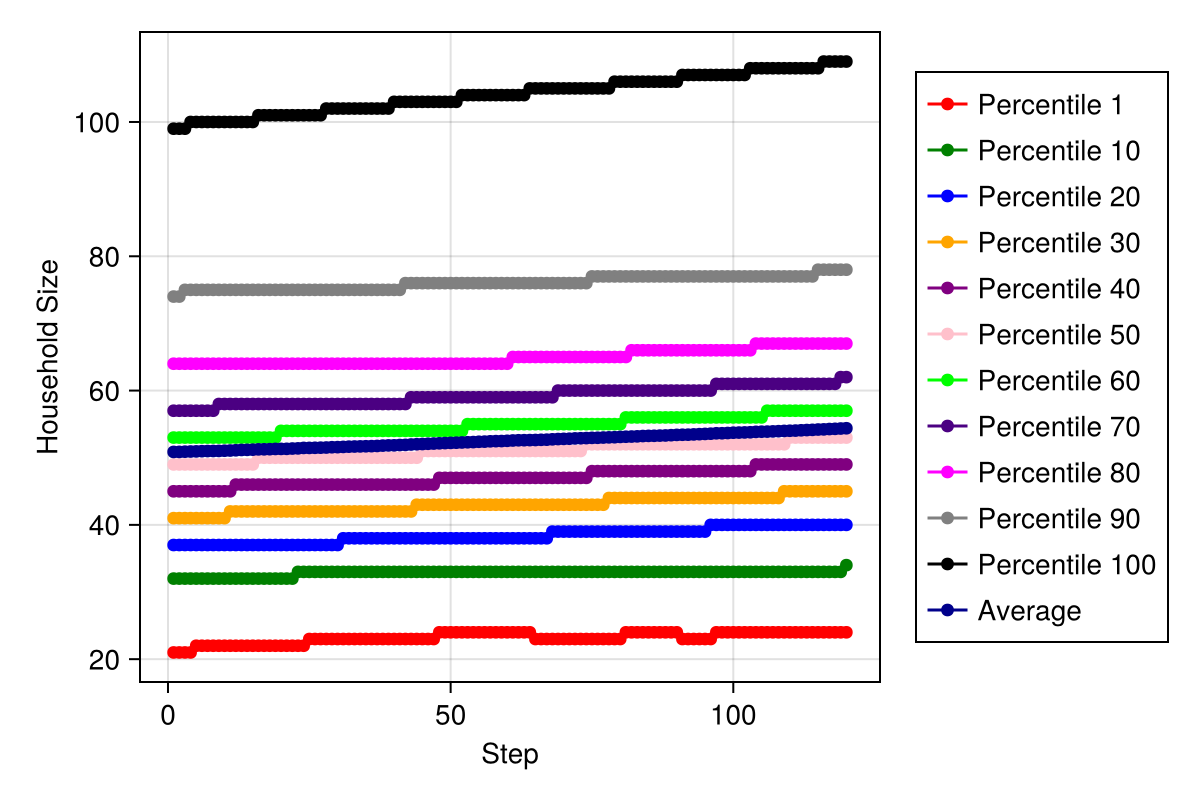 100
80
60
40
20
Household Size
0 50 100
Step
Percentile 1
Percentile 10
Percentile 20
Percentile 30
Percentile 40
Percentile 50
Percentile 60
Percentile 70
Percentile 80
Percentile 90
Percentile 100
Average